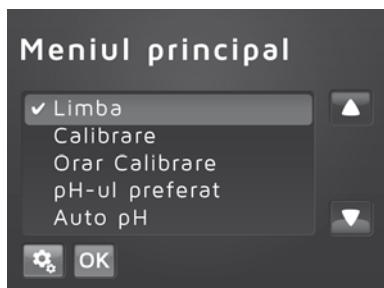 Meniul principal
Limba
Calibrare
Orar Calibrare
pH-ul preferat
Auto pH
OK